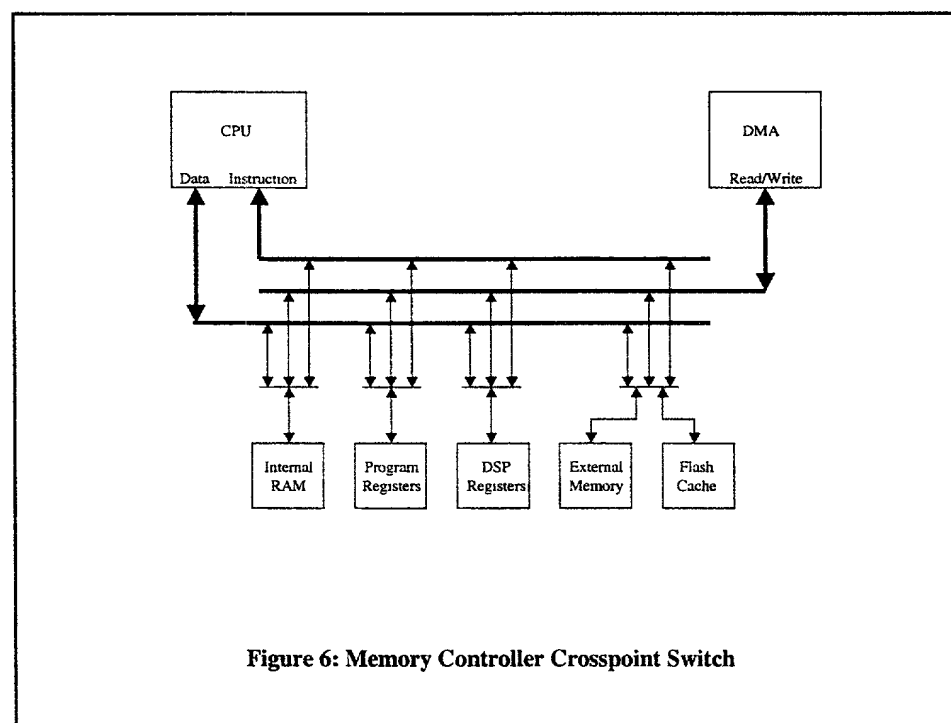 CPU
DMA
Data Instruction
Read/Write
Internal
RAM
Program
Registers
DSP
Registers
External
Memory
Flash
Cache
Figure 6: Memory Controller Crosspoint Switch